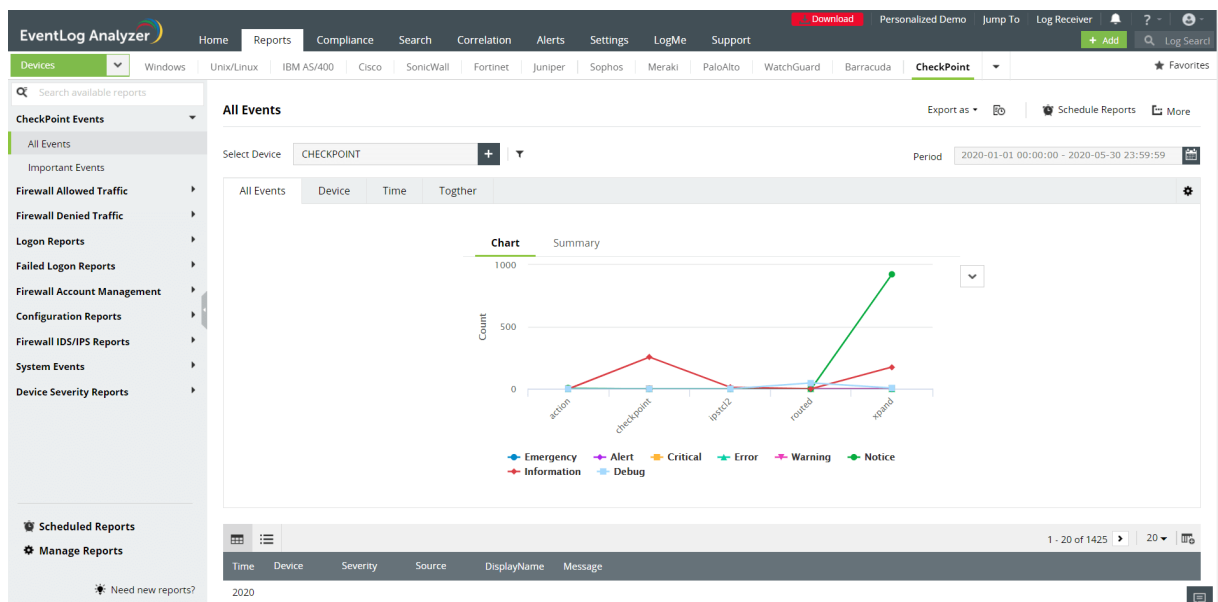 Download Personalized Demo Jump To Log Receiver ?
EventLog Analyzer
Home Reports Compliance Search Correlation Alerts Settings LogMe Support
+ Add Log Searcl
Devices Windows Unix/Linux IBM AS/400 Cisco SonicWall Fortinet Juniper Sophos Meraki PaloAlto WatchGuard Barracuda CheckPoint Favorites
Search available reports
CheckPoint Events
All Events
Important Events
Firewall Allowed Traffic
Firewall Denied Traffic
Logon Reports
Failed Logon Reports
Firewall Account Management
Configuration Reports
Firewall IDS/IPS Reports
System Events
Device Severity Reports
Scheduled Reports
Manage Reports
Need new reports?
All Events
Export as Schedule Reports More
Select Device CHECKPOINT +
Period 2020-01-01 00:00:00 - 2020-05-30 23:59:59
All Events Device Time Togther
Chart Summary
1000
500
0
Count
action checkpoint ipstcl2 routed xpand
Emergency Alert Critical Error Warning Notice
Information Debug
1 - 20 of 1425 20
Time Device Severity Source DisplayName Message
2020